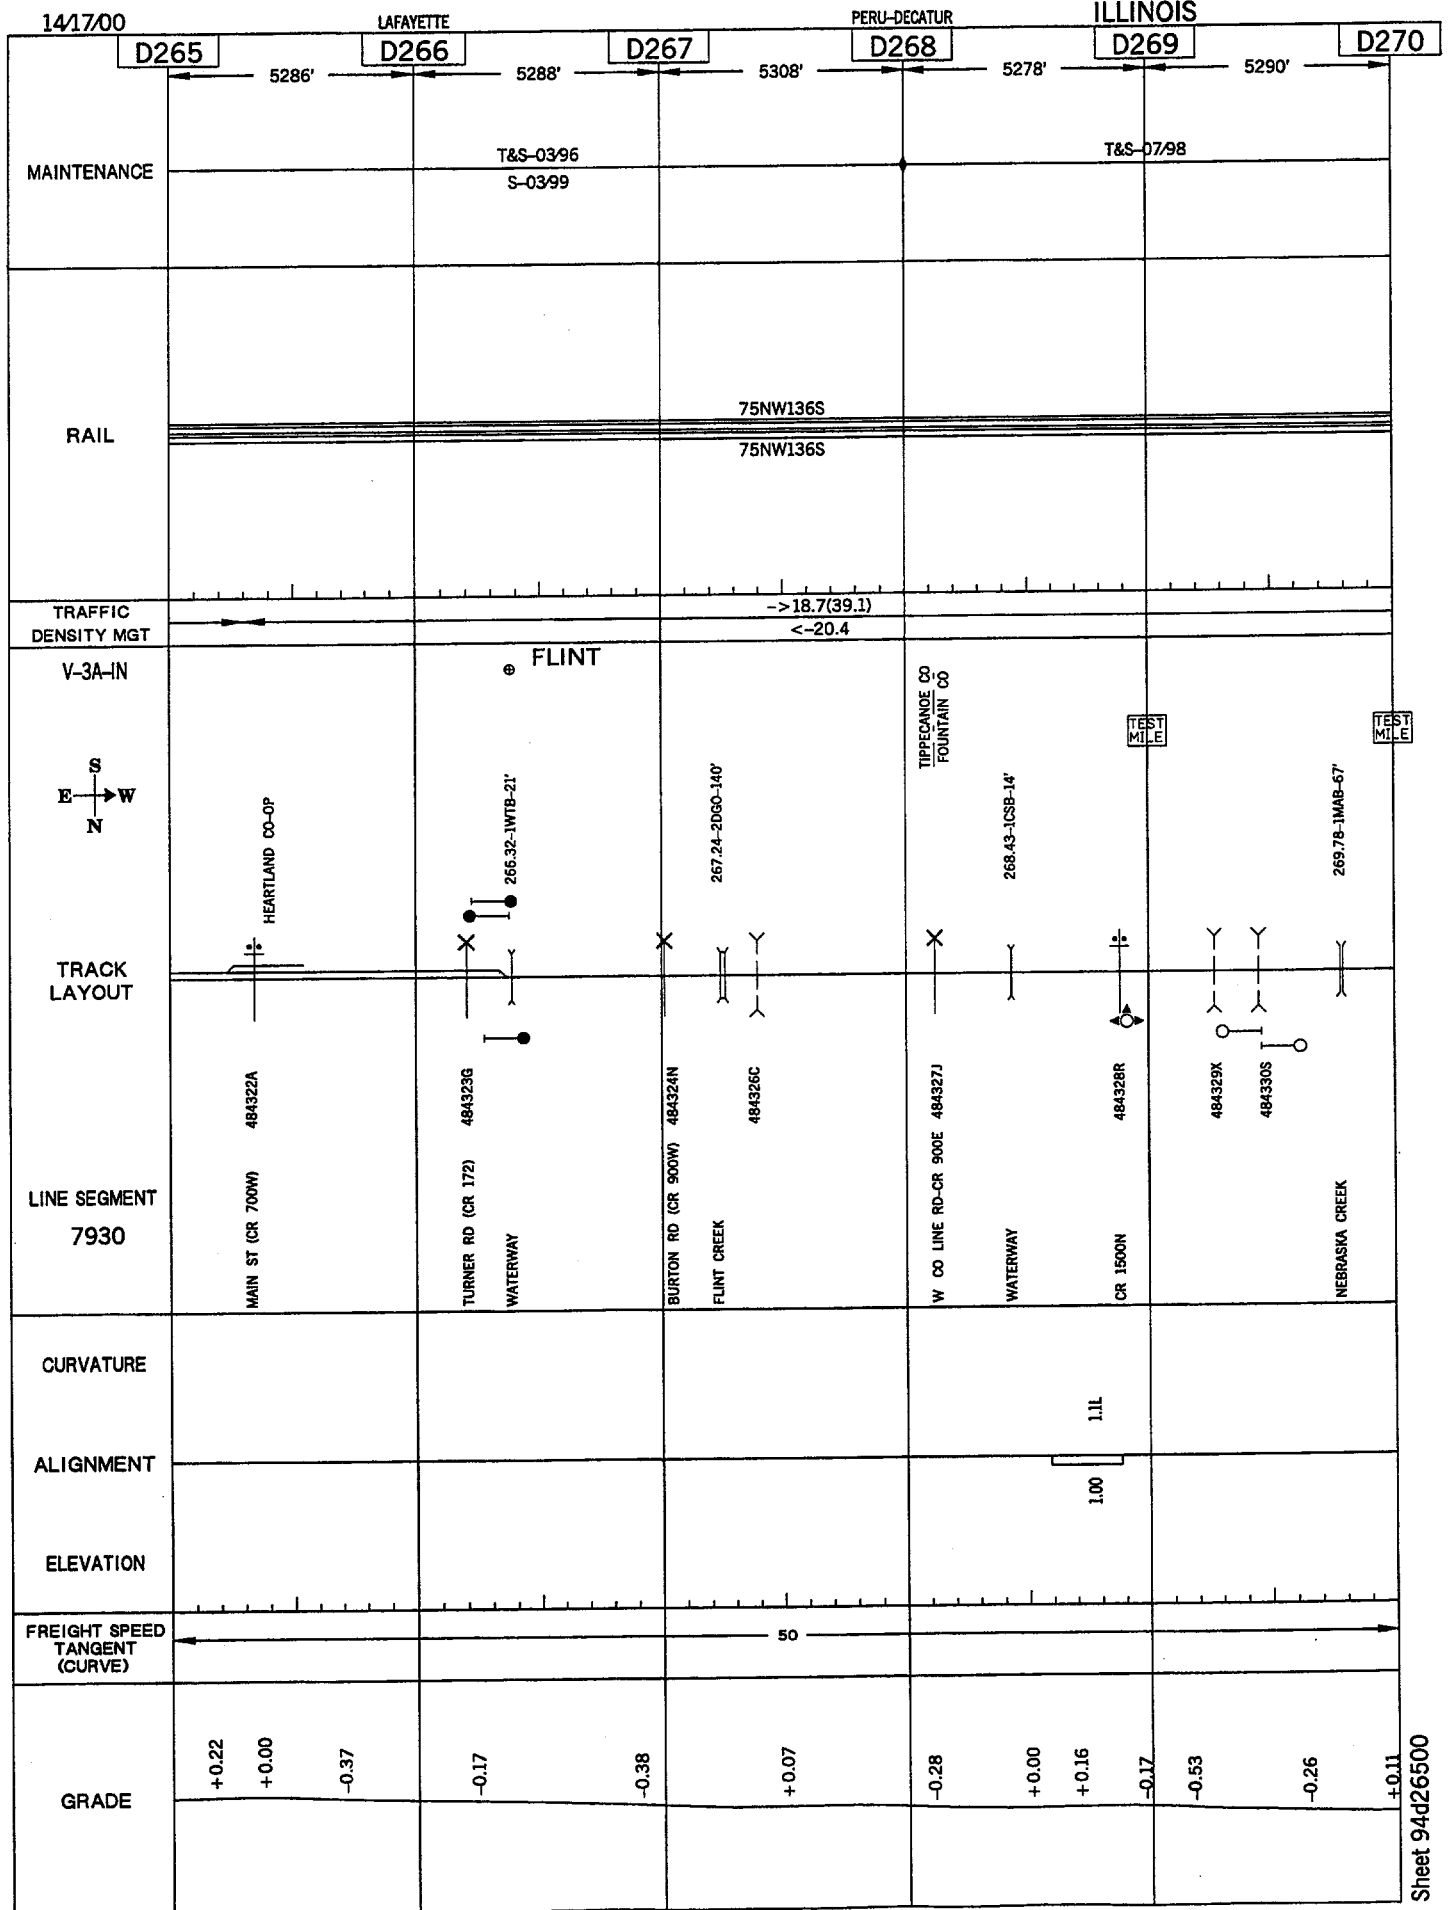 14/17/00 LAFAYETTE PERU-DECATUR ILLINOIS
D265 D266 D267 D268 D269 D270
5286' 5288' 5308' 5278' 5290'
MAINTENANCE
T&S-03/96 T&S-07/98
S-03/99
75NW136S
RAIL
75NW136S
TRAFFIC
DENSITY MGT
->18.7(39.1)
<-20.4
V-3A-IN
FLINT
TIPPECANOE CO
FOUNTAIN CO
TEST
MILE
TEST
MILE
S
E W
N
HEARTLAND CO-OP
266.32-1WTB-21'
267.24-2DGO-140'
268.43-1CSB-14'
269.78-1MAB-67'
TRACK
LAYOUT
LINE SEGMENT
7930
MAIN ST (CR 700W) 484322A
TURNER RD (CR 172) 484323G
WATERWAY
BURTON RD (CR 900W) 484324N
FLINT CREEK
484326C
W CO LINE RD-CR 900E 484327J
WATERWAY
CR 1500N 484328R
484329X
484330S
NEBRASKA CREEK
CURVATURE
1.1L
ALIGNMENT
1.00
ELEVATION
FREIGHT SPEED
TANGENT
(CURVE)
50
GRADE
+0.22 +0.00 -0.37 -0.17 -0.38 +0.07 -0.28 +0.00 +0.16 -0.17 -0.53 -0.26 +0.11
Sheet 94d26500